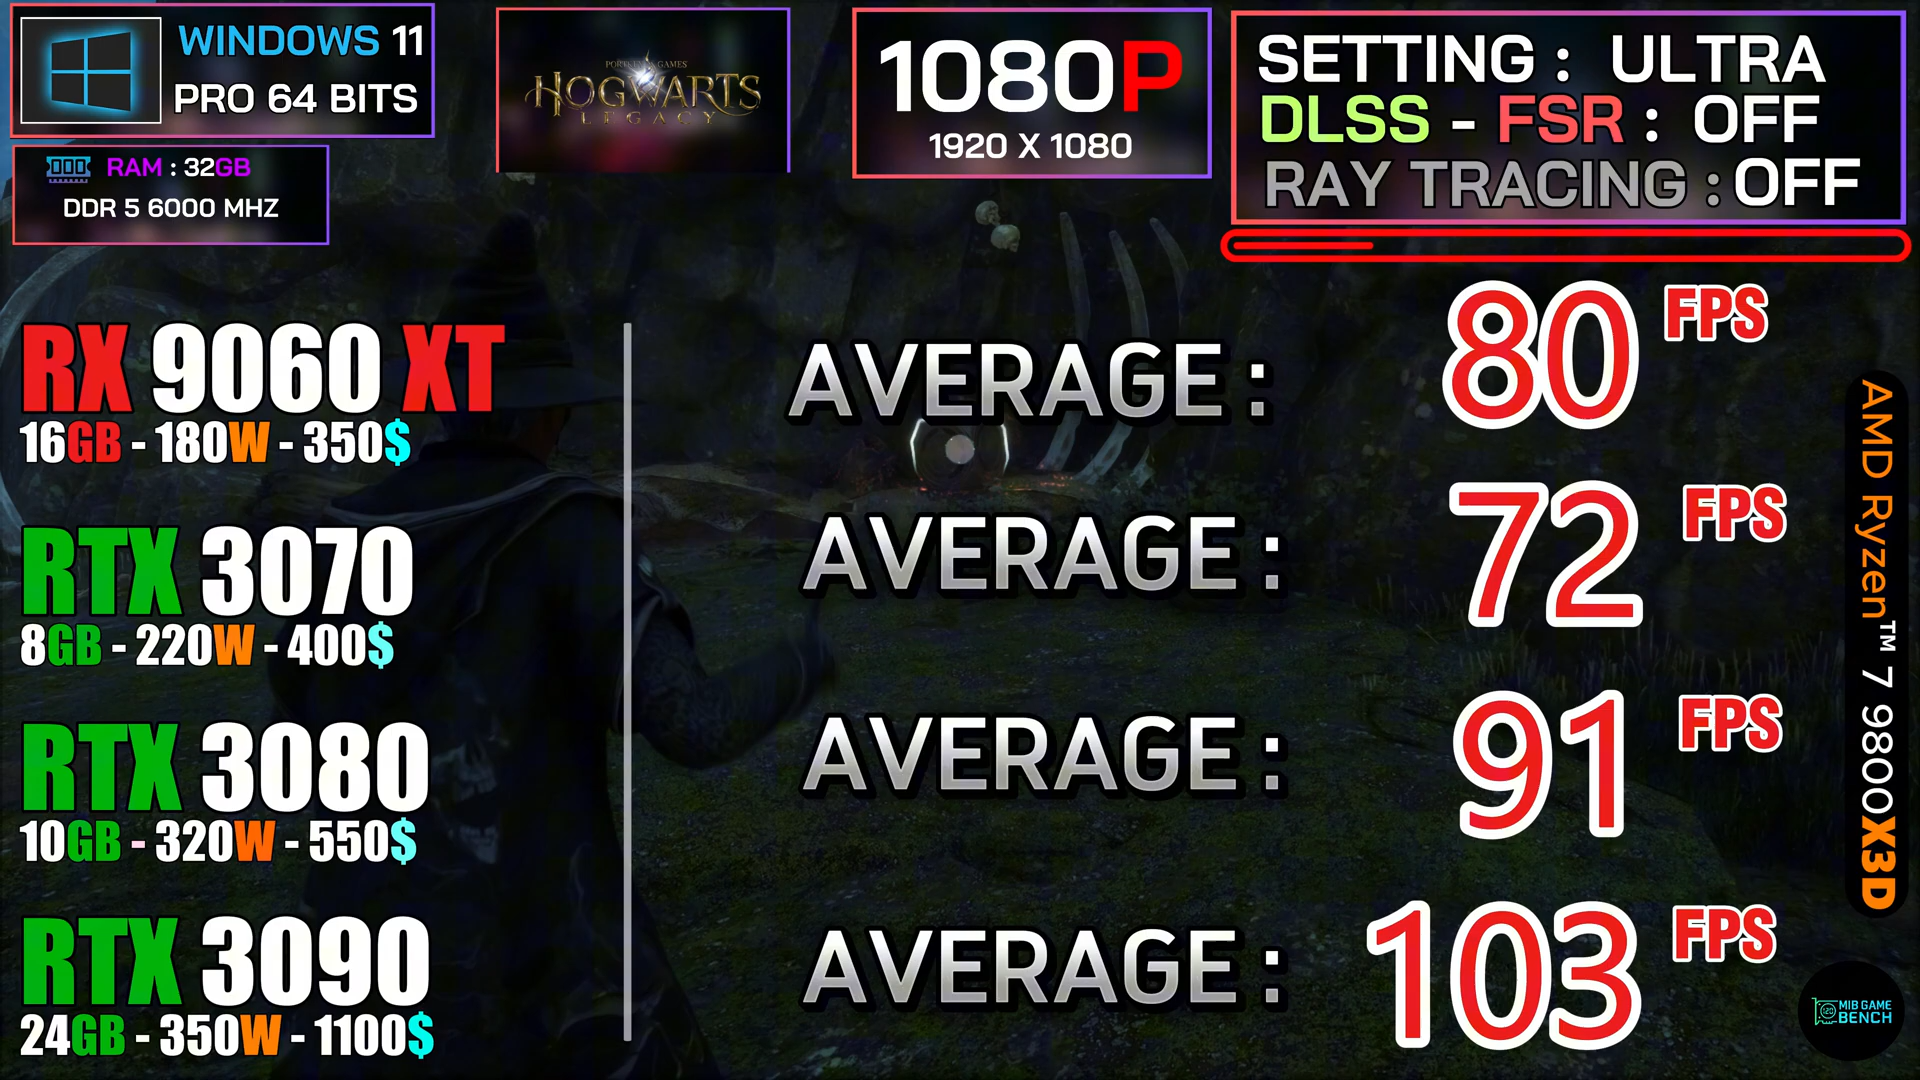 WINDOWS 11
PRO 64 BITS
RAM : 32GB
DDR 5 6000 MHZ
PORTKEY GAMES
HOGWARTS
LEGACY
1080P
1920 X 1080
SETTING : ULTRA
DLSS - FSR : OFF
RAY TRACING : OFF
RX 9060 XT
16GB - 180W - 350$
AVERAGE : 80 FPS
RTX 3070
8GB - 220W - 400$
AVERAGE : 72 FPS
RTX 3080
10GB - 320W - 550$
AVERAGE : 91 FPS
RTX 3090
24GB - 350W - 1100$
AVERAGE : 103 FPS
AMD Ryzen™ 7 9800X3D
MIB GAME
BENCH